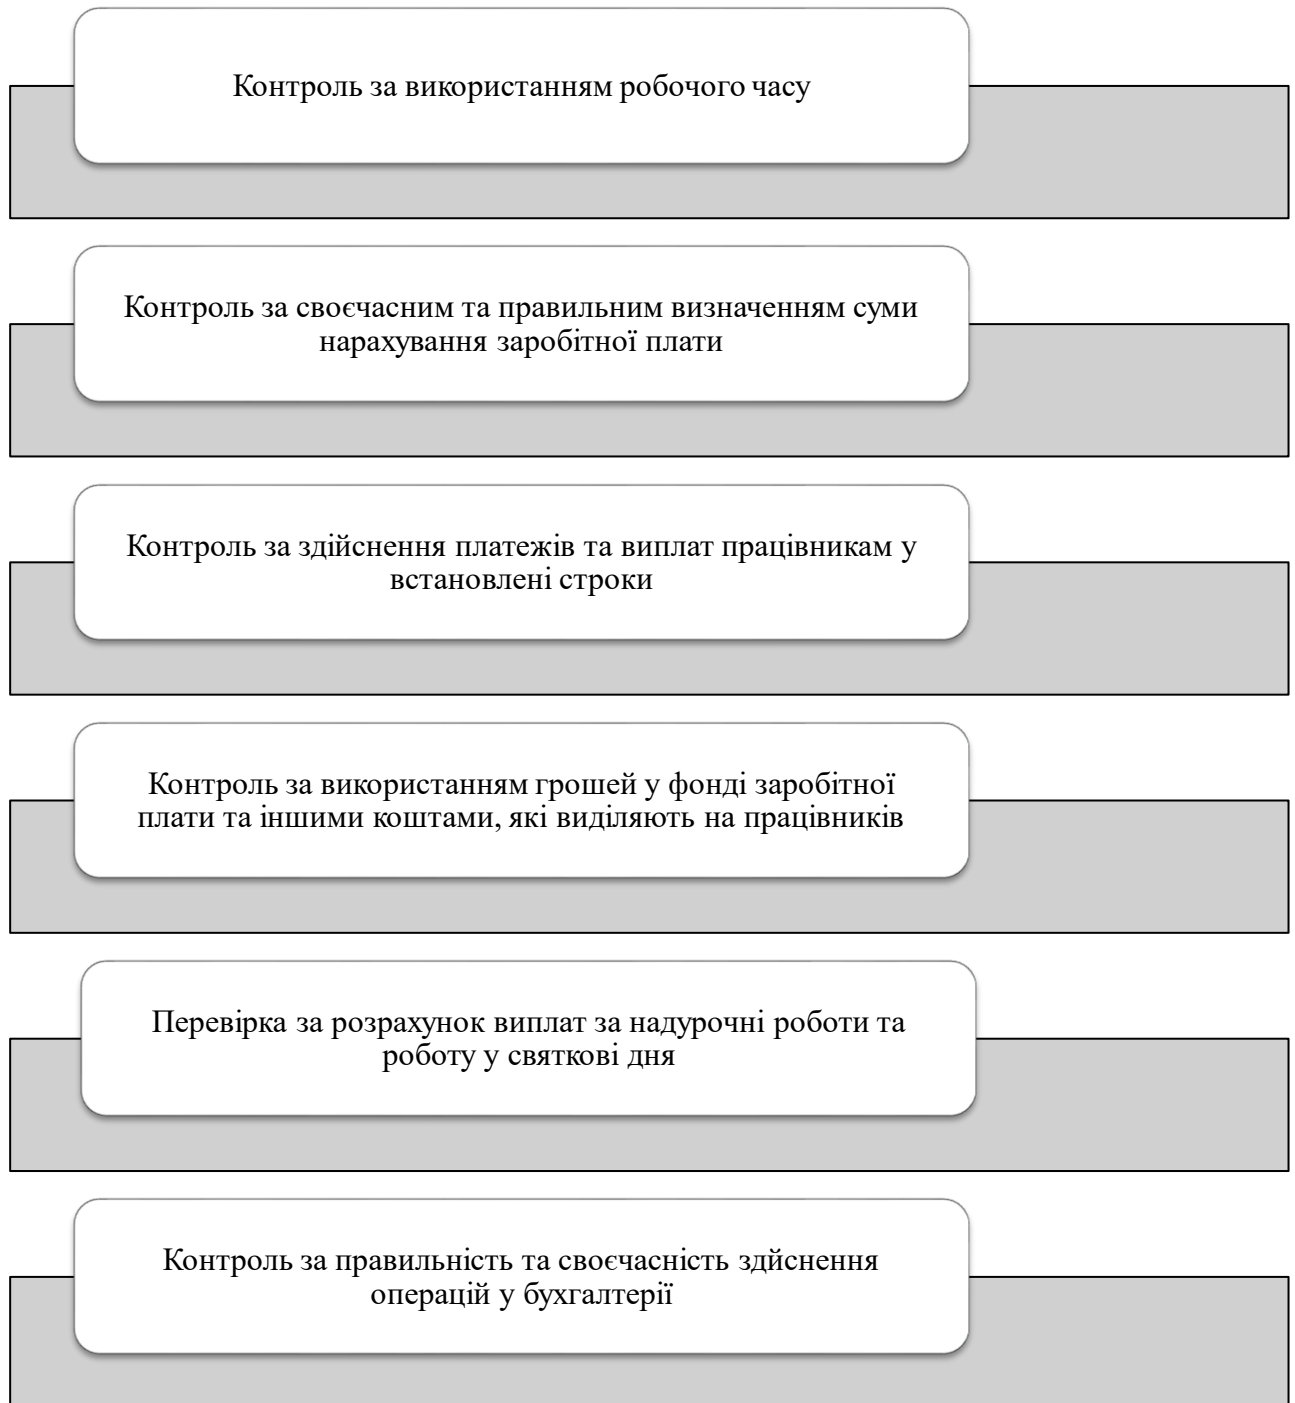 Контроль за використанням робочого часу
Контроль за своєчасним та правильним визначенням суми
нарахування заробітної плати
Контроль за здійснення платежів та виплат працівникам у
встановлені строки
Контроль за використанням грошей у фонді заробітної
плати та іншими коштами, які виділяють на працівників
Перевірка за розрахунок виплат за надурочні роботи та
роботу у святкові дня
Контроль за правильність та своєчасність здйснення
операцій у бухгалтерії